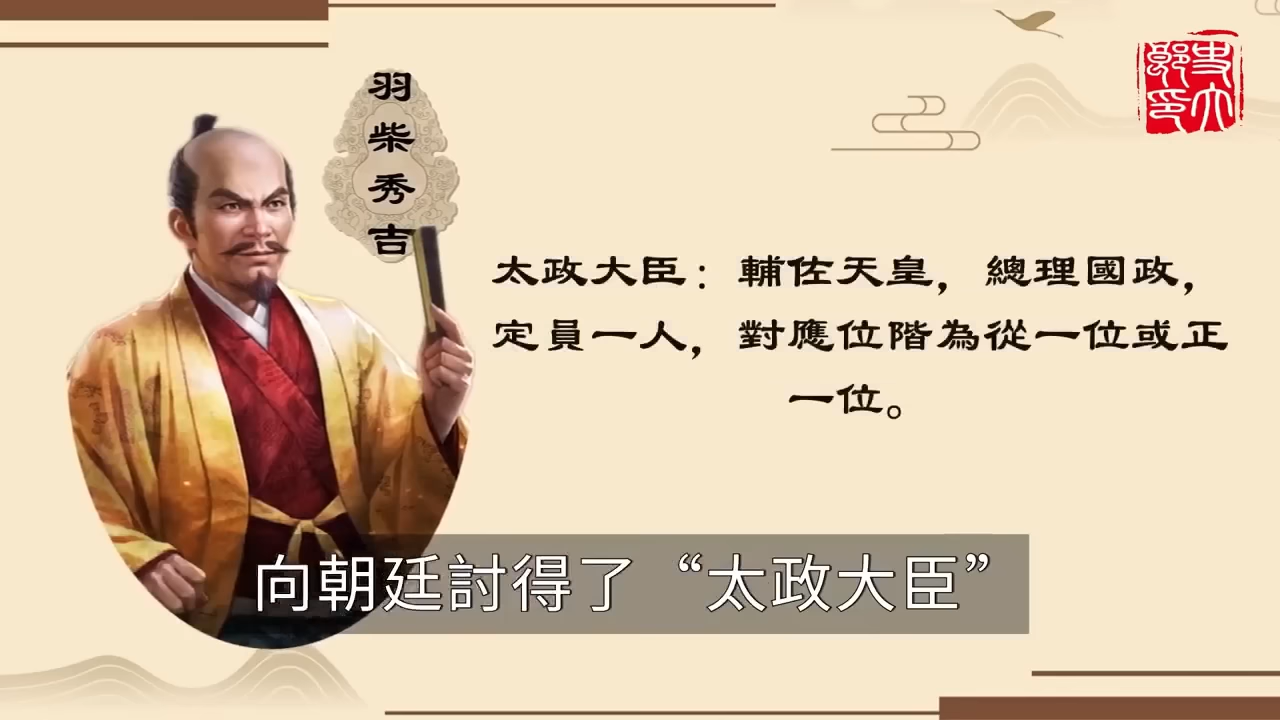 羽柴秀吉
太政大臣：輔佐天皇，總理國政，
定員一人，對應位階為從一位或正
一位。
向朝廷討得了“太政大臣”